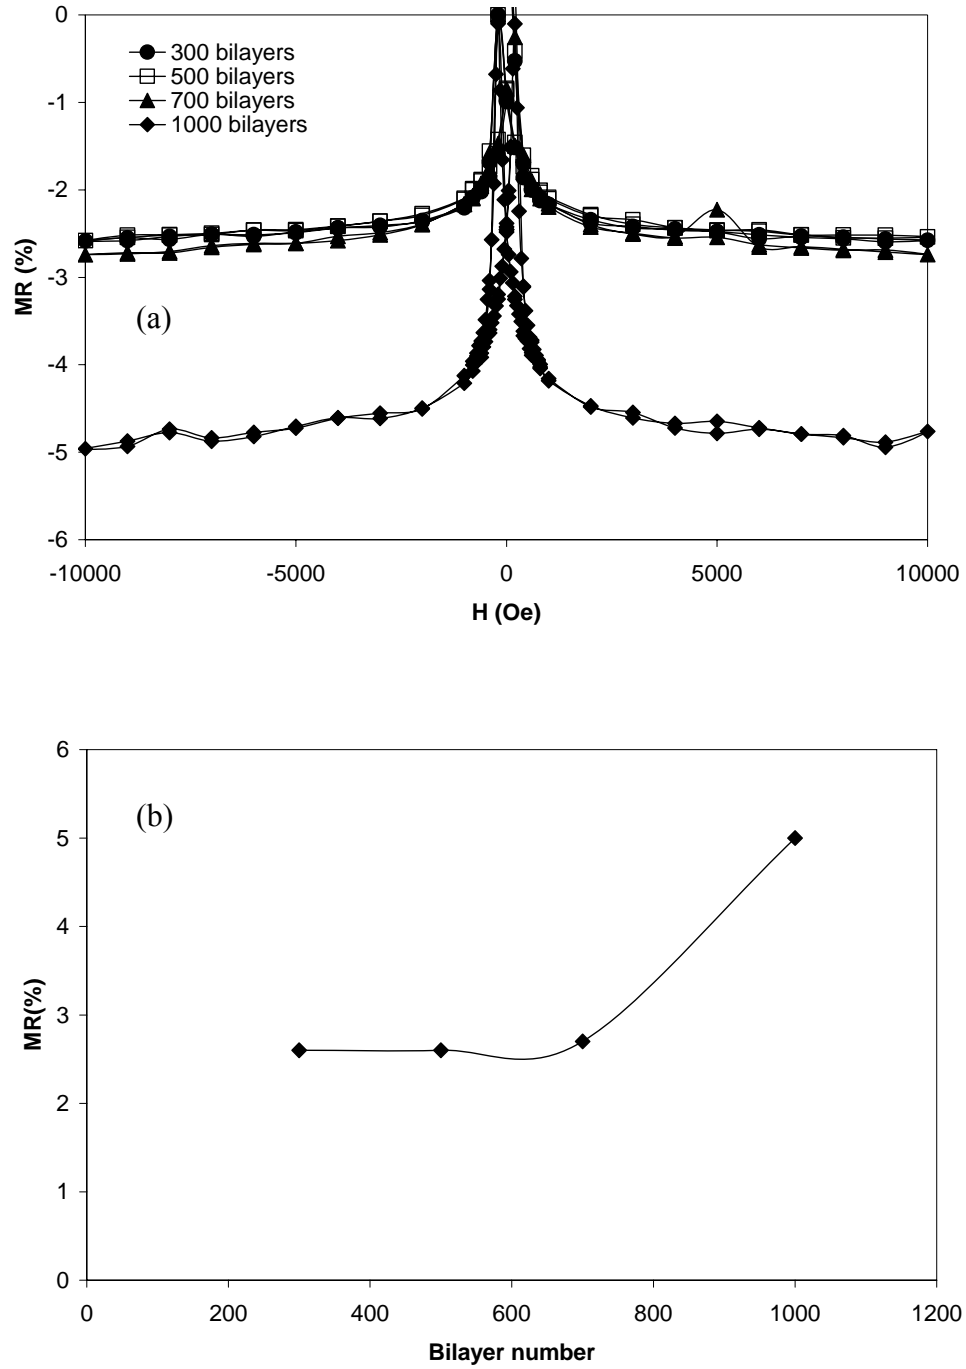 0
300 bilayers
500 bilayers
-1
700 bilayers
1000 bilayers
-2
MR (%)
-3
(a)
-4
-5
-6
-10000 -5000 0 5000 10000
H (Oe)
6
(b)
5
4
MR(%)
3
2
1
0
0 200 400 600 800 1000 1200
Bilayer number